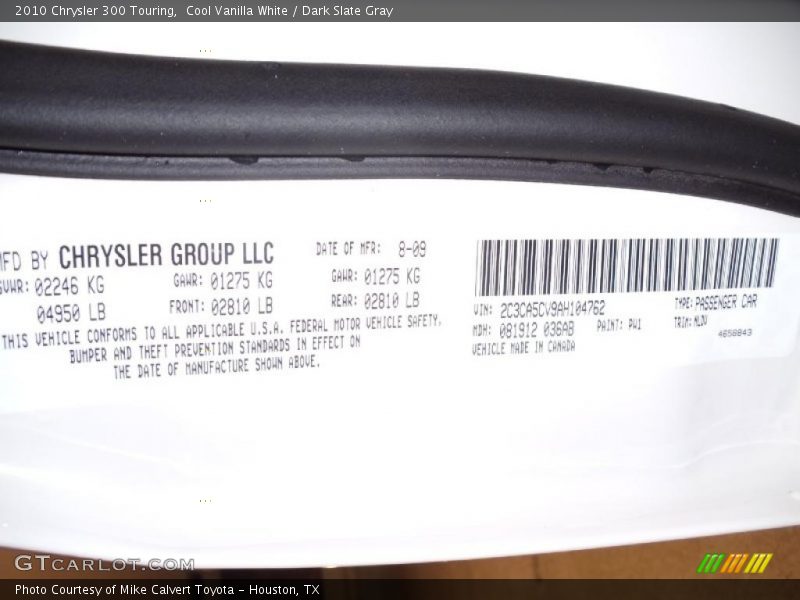 2010 Chrysler 300 Touring, Cool Vanilla White / Dark Slate Gray
MFD BY CHRYSLER GROUP LLC
DATE OF MFR: 8-09
GVWR: 02246 KG
GAWR: 01275 KG
GAWR: 01275 KG
04950 LB
FRONT: 02810 LB
REAR: 02810 LB
THIS VEHICLE CONFORMS TO ALL APPLICABLE U.S.A. FEDERAL MOTOR VEHICLE SAFETY,
BUMPER AND THEFT PREVENTION STANDARDS IN EFFECT ON
THE DATE OF MANUFACTURE SHOWN ABOVE.
VIN: 2C3CA5CV9AH104762
TYPE: PASSENGER CAR
MDH: 081912 036AB
PAINT: PW1
TRIM: MLDV
4658843
VEHICLE MADE IN CANADA
GTCARLOT.COM
Photo Courtesy of Mike Calvert Toyota - Houston, TX